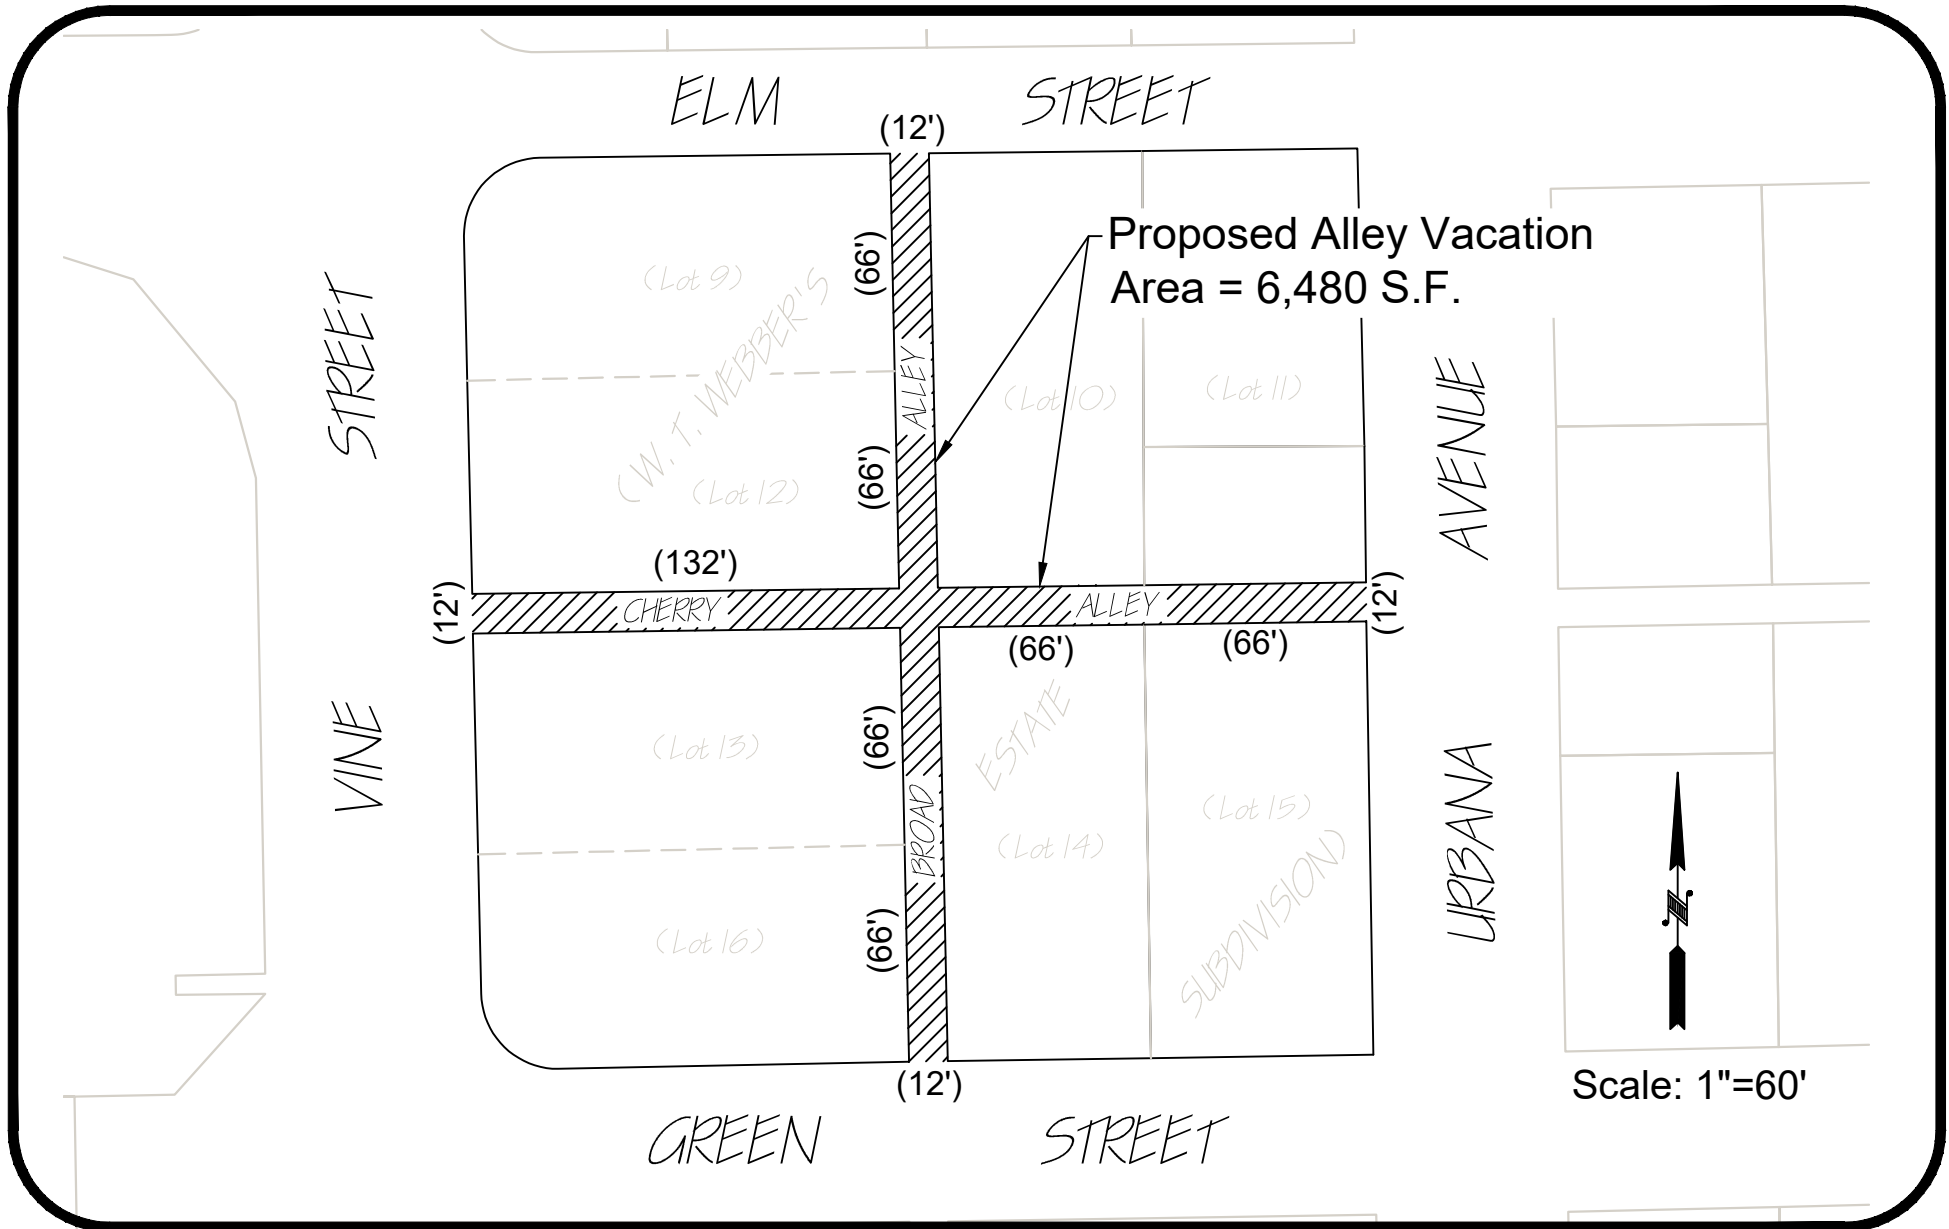 ELM STREET
(12')
Proposed Alley Vacation
Area = 6,480 S.F.
(66')
(Lot 9)
(W. T. WEBBER'S
STREET
ALLEY
(Lot 10)
(Lot 11)
AVENUE
(66')
(Lot 12)
(132')
(12')
CHERRY
ALLEY
(12')
(66')
(66')
(66')
ESTATE
(Lot 13)
VINE
BROAD
(Lot 14)
(Lot 15)
SUBDIVISION)
URBANA
(66')
(Lot 16)
N
(12')
Scale: 1"=60'
GREEN STREET